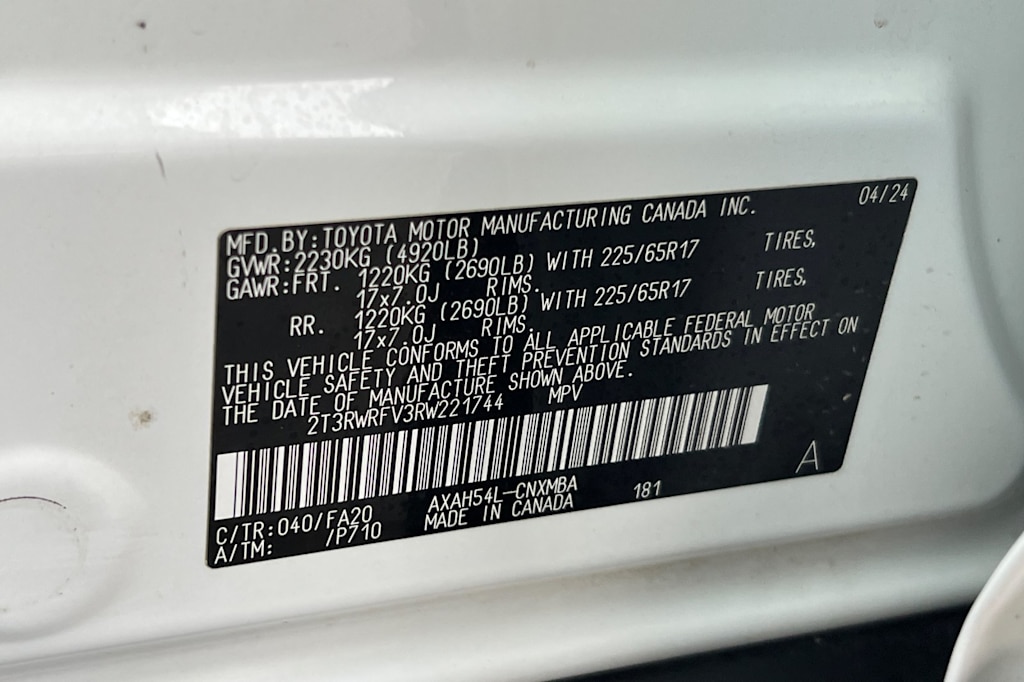 04/24
MFD.BY:TOYOTA MOTOR MANUFACTURING CANADA INC.
GVWR:2230KG (4920LB)
GAWR:FRT. 1220KG (2690LB) WITH 225/65R17 TIRES,
17x7.0J RIMS.
RR. 1220KG (2690LB) WITH 225/65R17 TIRES,
17x7.0J RIMS.
THIS VEHICLE CONFORMS TO ALL APPLICABLE FEDERAL MOTOR
VEHICLE SAFETY AND THEFT PREVENTION STANDARDS IN EFFECT ON
THE DATE OF MANUFACTURE SHOWN ABOVE.
2T3RWRFV3RW221744 MPV
A
C/TR:040/FA20 AXAH54L-CNXMBA 181
A/TM: /P710 MADE IN CANADA